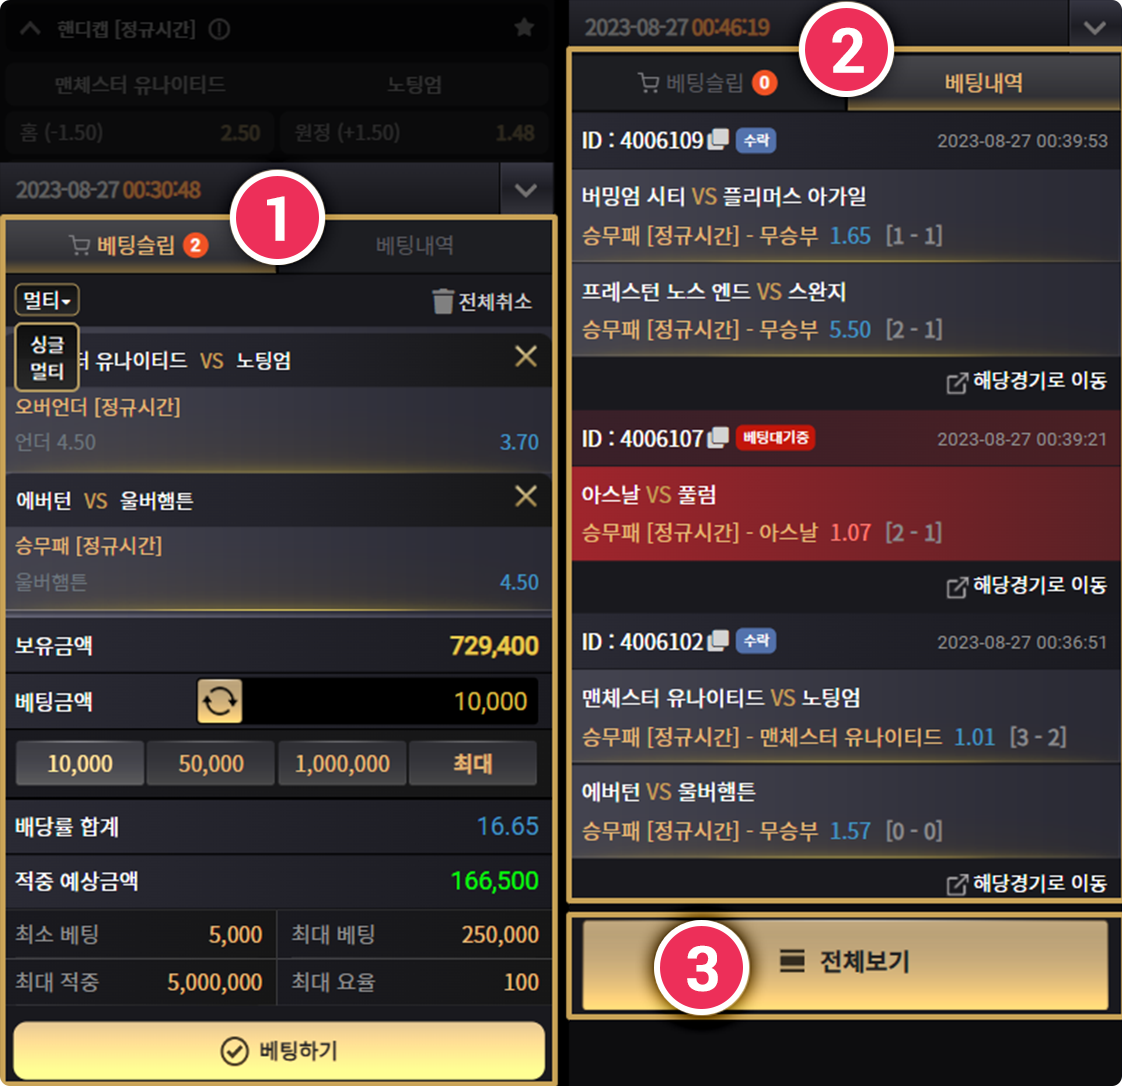 핸디캡 [정규시간]
맨체스터 유나이티드 노팅엄
홈 (-1.50) 2.50 원정 (+1.50) 1.48
2023-08-27 00:30:48
1
베팅슬립 2 베팅내역
멀티 전체취소
싱글
멀티
터 유나이티드 VS 노팅엄
오버언더 [정규시간]
언더 4.50 3.70
에버턴 VS 울버햄튼
승무패 [정규시간]
울버햄튼 4.50
보유금액 729,400
베팅금액 10,000
10,000 50,000 1,000,000 최대
배당률 합계 16.65
적중 예상금액 166,500
최소 베팅 5,000 최대 베팅 250,000
최대 적중 5,000,000 최대 요율 100
베팅하기
2023-08-27 00:46:19
2
베팅슬립 0 베팅내역
ID : 4006109 수락 2023-08-27 00:39:53
버밍엄 시티 VS 플리머스 아가일
승무패 [정규시간] - 무승부 1.65 [1 - 1]
프레스턴 노스 엔드 VS 스완지
승무패 [정규시간] - 무승부 5.50 [2 - 1]
해당경기로 이동
ID : 4006107 베팅대기중 2023-08-27 00:39:21
아스날 VS 풀럼
승무패 [정규시간] - 아스날 1.07 [2 - 1]
해당경기로 이동
ID : 4006102 수락 2023-08-27 00:36:51
맨체스터 유나이티드 VS 노팅엄
승무패 [정규시간] - 맨체스터 유나이티드 1.01 [3 - 2]
에버턴 VS 울버햄튼
승무패 [정규시간] - 무승부 1.57 [0 - 0]
해당경기로 이동
3
전체보기